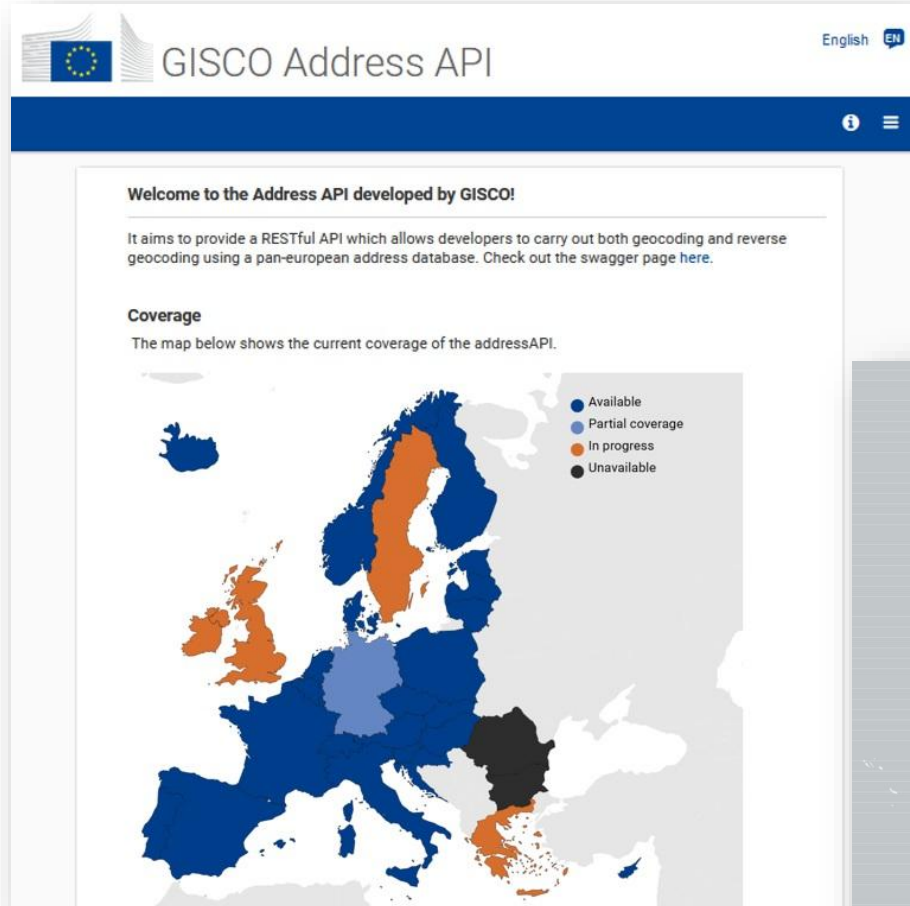 GISCO Address API
English EN
Welcome to the Address API developed by GISCO!
It aims to provide a RESTful API which allows developers to carry out both geocoding and reverse
geocoding using a pan-european address database. Check out the swagger page here.
Coverage
The map below shows the current coverage of the addressAPI.
Available
Partial coverage
In progress
Unavailable